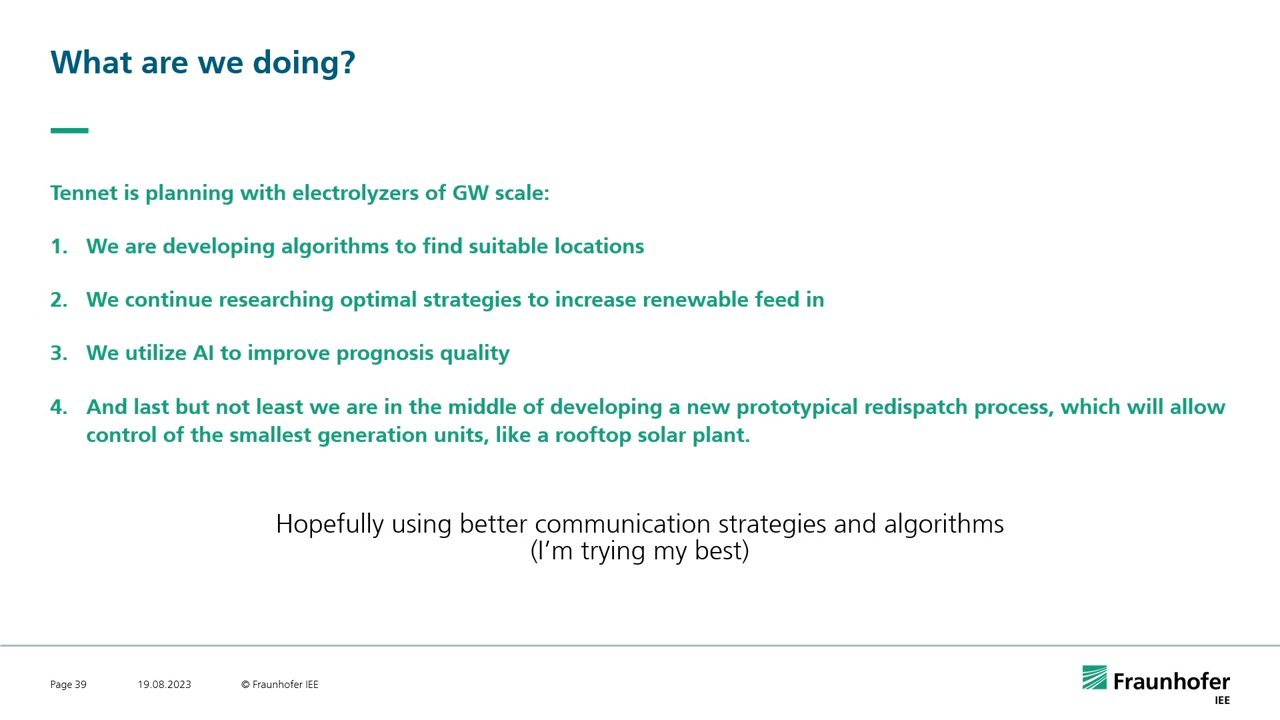 What are we doing?
Tennet is planning with electrolyzers of GW scale:
1. We are developing algorithms to find suitable locations
2. We continue researching optimal strategies to increase renewable feed in
3. We utilize AI to improve prognosis quality
4. And last but not least we are in the middle of developing a new prototypical redispatch process, which will allow
control of the smallest generation units, like a rooftop solar plant.
Hopefully using better communication strategies and algorithms
(I’m trying my best)
Page 39 19.08.2023 © Fraunhofer IEE
Fraunhofer
IEE